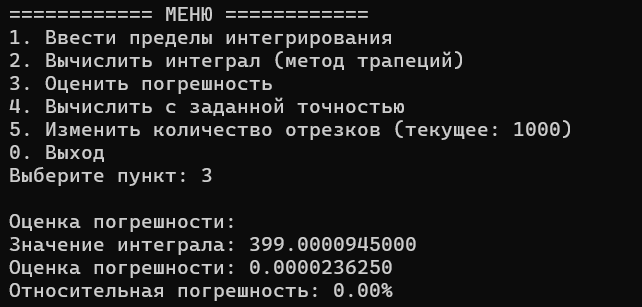 ============ МЕНЮ ============
1. Ввести пределы интегрирования
2. Вычислить интеграл (метод трапеций)
3. Оценить погрешность
4. Вычислить с заданной точностью
5. Изменить количество отрезков (текущее: 1000)
0. Выход
Выберите пункт: 3
Оценка погрешности:
Значение интеграла: 399.0000945000
Оценка погрешности: 0.0000236250
Относительная погрешность: 0.00%